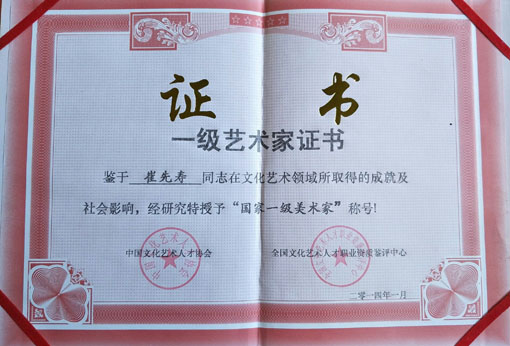 证 书
一级艺术家证书
鉴于 崔先寿 同志在文化艺术领域所取得的成就及
社会影响，经研究特授予“国家一级美术家”称号!
中国文化艺术人才协会 全国文化艺术人才职业资质鉴评中心
二〇一四年一月